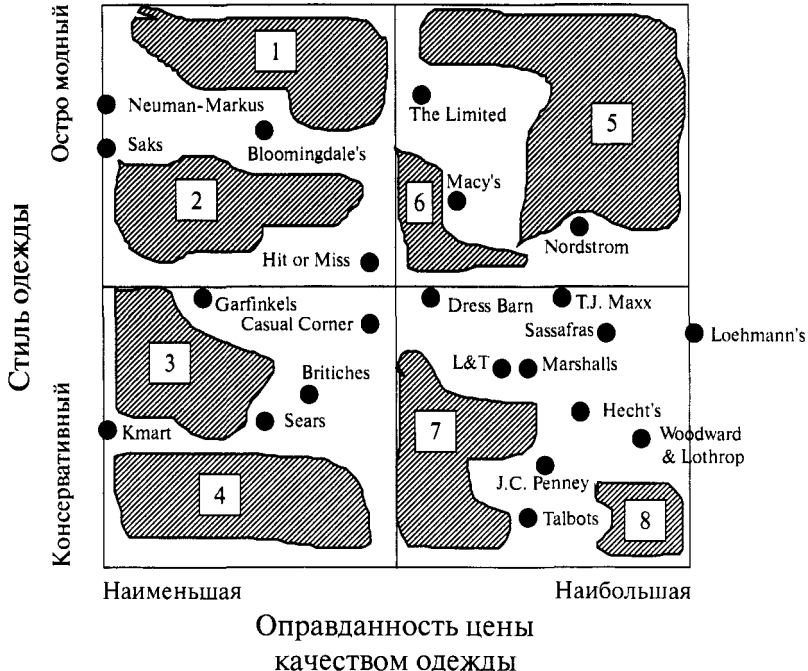 Стиль одежды
Остро модный
Консервативный
1
5
Neuman-Markus
The Limited
Saks
Bloomingdale's
2
6
Macy's
Nordstrom
Hit or Miss
Garfinkels
Dress Barn
T.J. Maxx
Casual Corner
Sassafras
Loehmann's
3
L&T
Marshalls
Britiches
Hecht's
Kmart
Sears
7
Woodward
& Lothrop
4
J.C. Penney
Talbots
8
Наименьшая
Наибольшая
Оправданность цены
качеством одежды